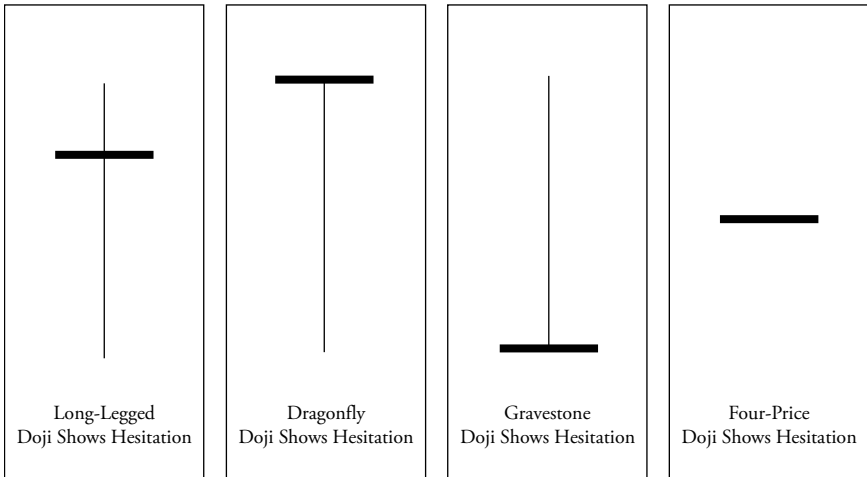 Long-Legged
Doji Shows Hesitation
Dragonfly
Doji Shows Hesitation
Gravestone
Doji Shows Hesitation
Four-Price
Doji Shows Hesitation